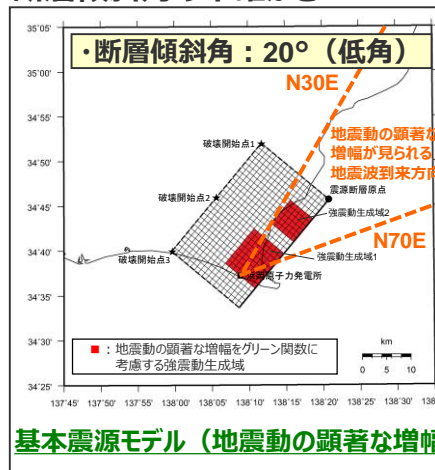 ・断層傾斜角：20°（低角）
N30E
地震動の顕著な
増幅が見られる
地震波到来方向
N70E
破壊開始点1
破壊開始点2
破壊開始点3
震源断層原点
強震動生成域2
強震動生成域1
子力発電所
■：地震動の顕著な増幅をグリーン関数に
考慮する強震動生成域
km
0 5 10
35˚05'
35˚00'
34˚55'
34˚50'
34˚45'
34˚40'
34˚35'
34˚30'
34˚25'
137˚45' 137˚50' 137˚55' 138˚00' 138˚05' 138˚10' 138˚15' 138˚20' 138˚25' 138˚
基本震源モデル（地震動の顕著な増幅